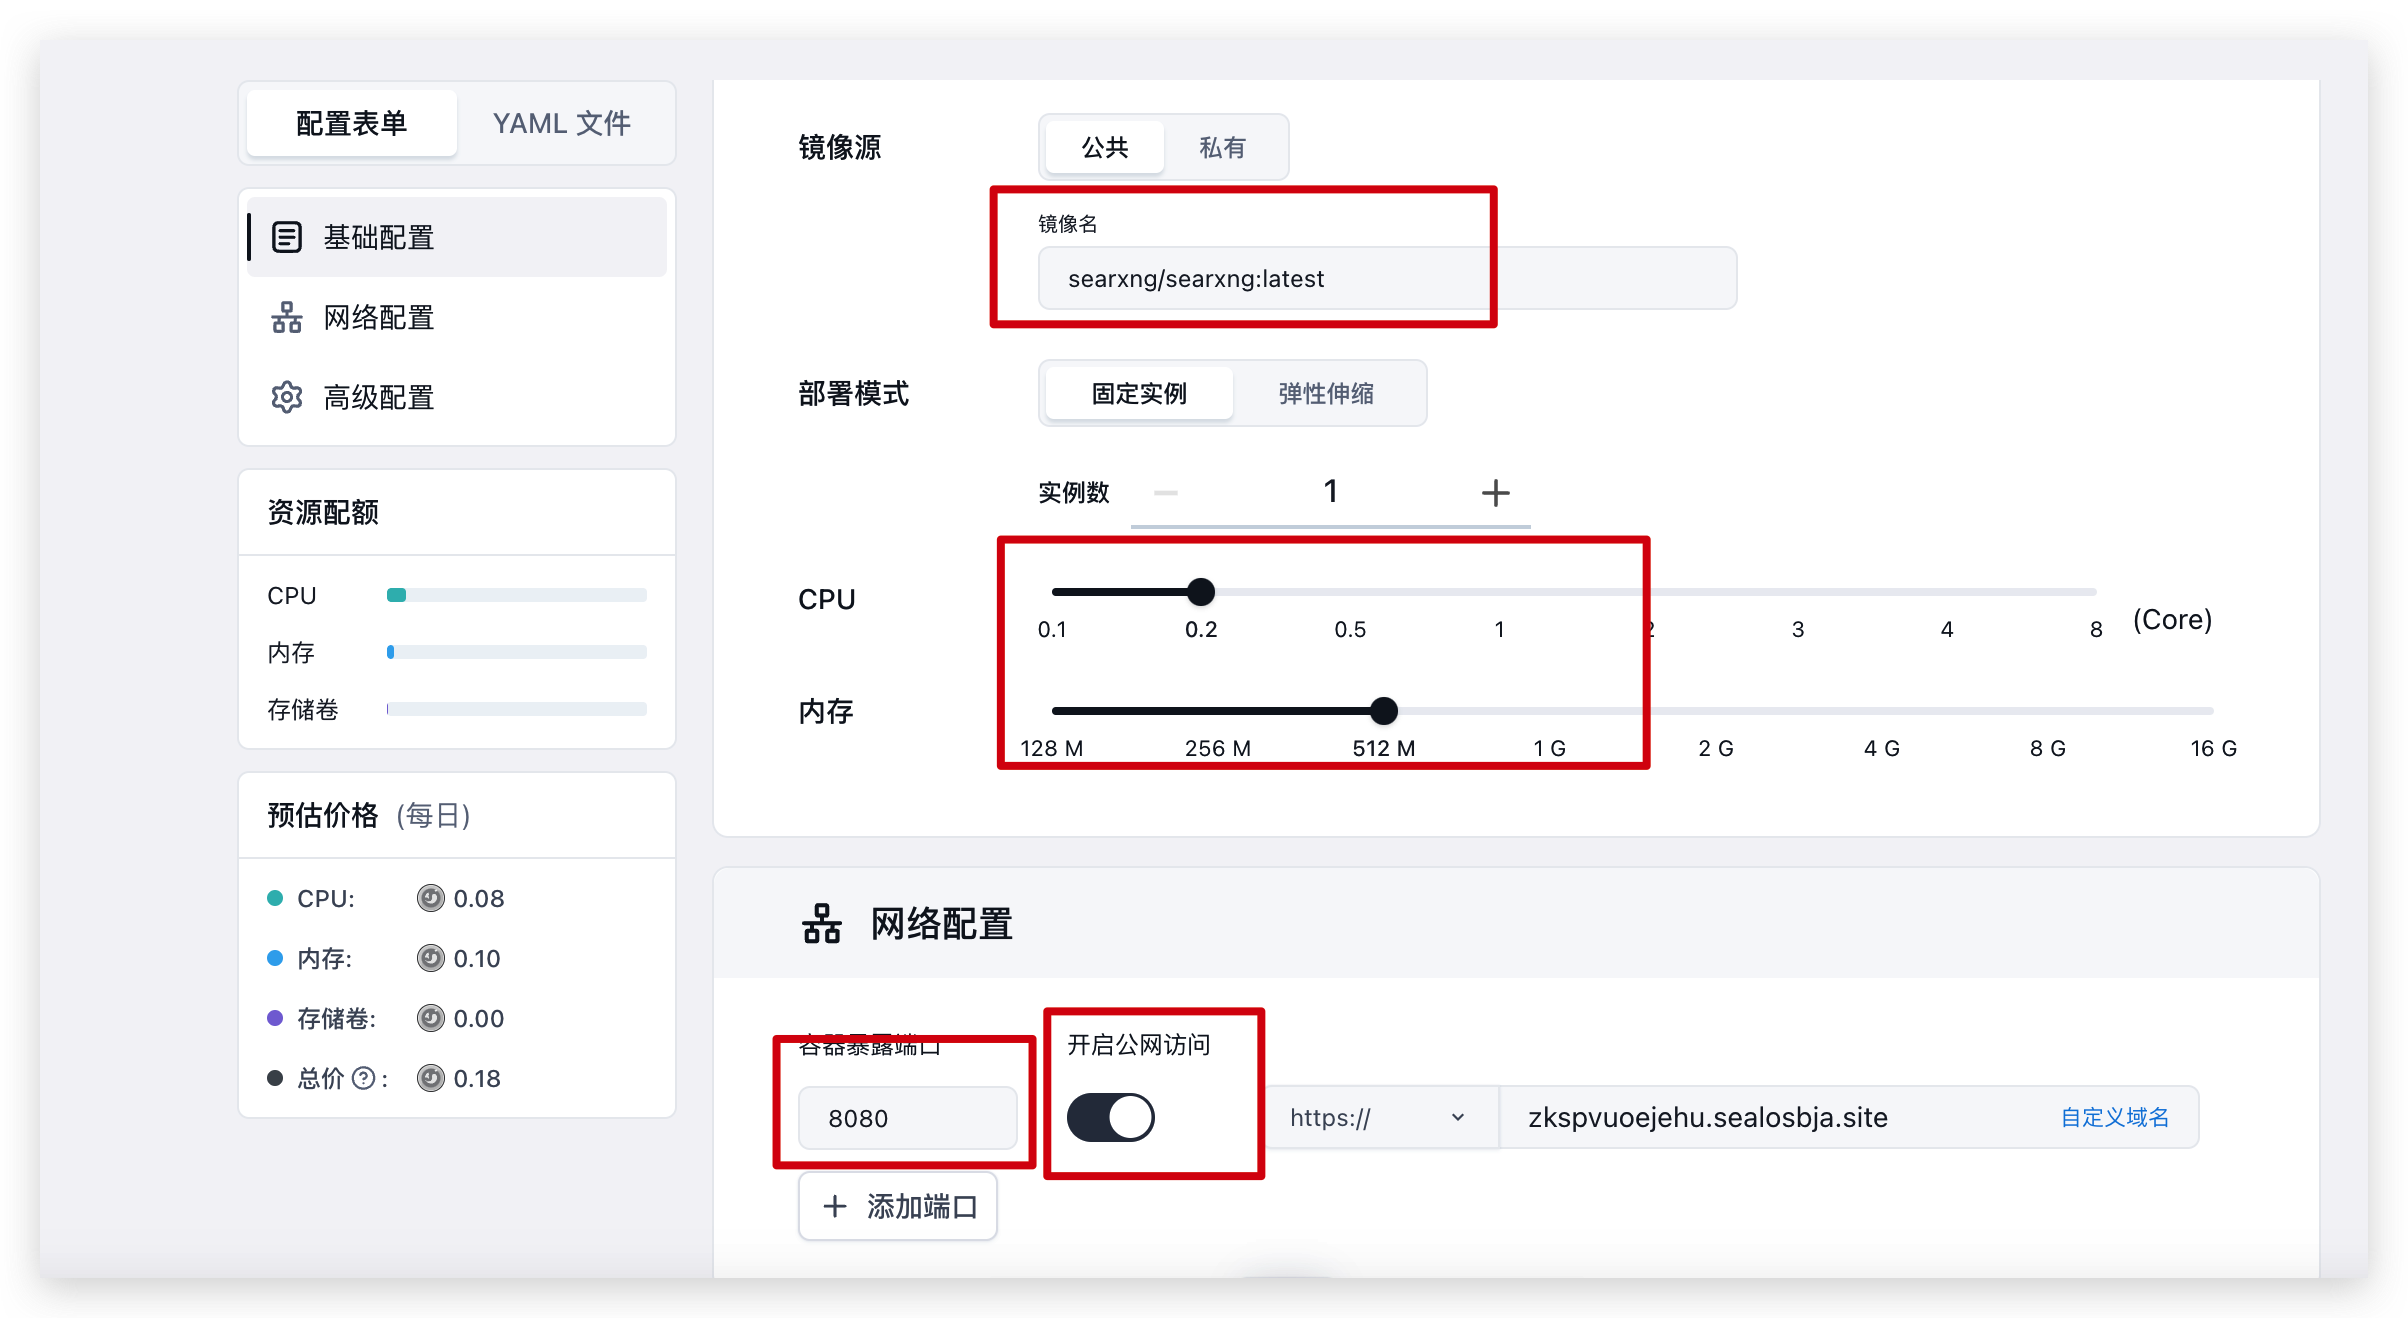 配置表单
YAML 文件
基础配置
网络配置
高级配置
资源配额
CPU
内存
存储卷
预估价格 (每日)
CPU: 0.08
内存: 0.10
存储卷: 0.00
总价 ? : 0.18
镜像源
公共
私有
镜像名
searxng/searxng:latest
部署模式
固定实例
弹性伸缩
实例数 − 1 +
CPU
0.1 0.2 0.5 1 2 3 4 8 (Core)
内存
128 M 256 M 512 M 1 G 2 G 4 G 8 G 16 G
网络配置
容器暴露端口
开启公网访问
8080
https://
zkspvuoejehu.sealosbja.site
自定义域名
+ 添加端口